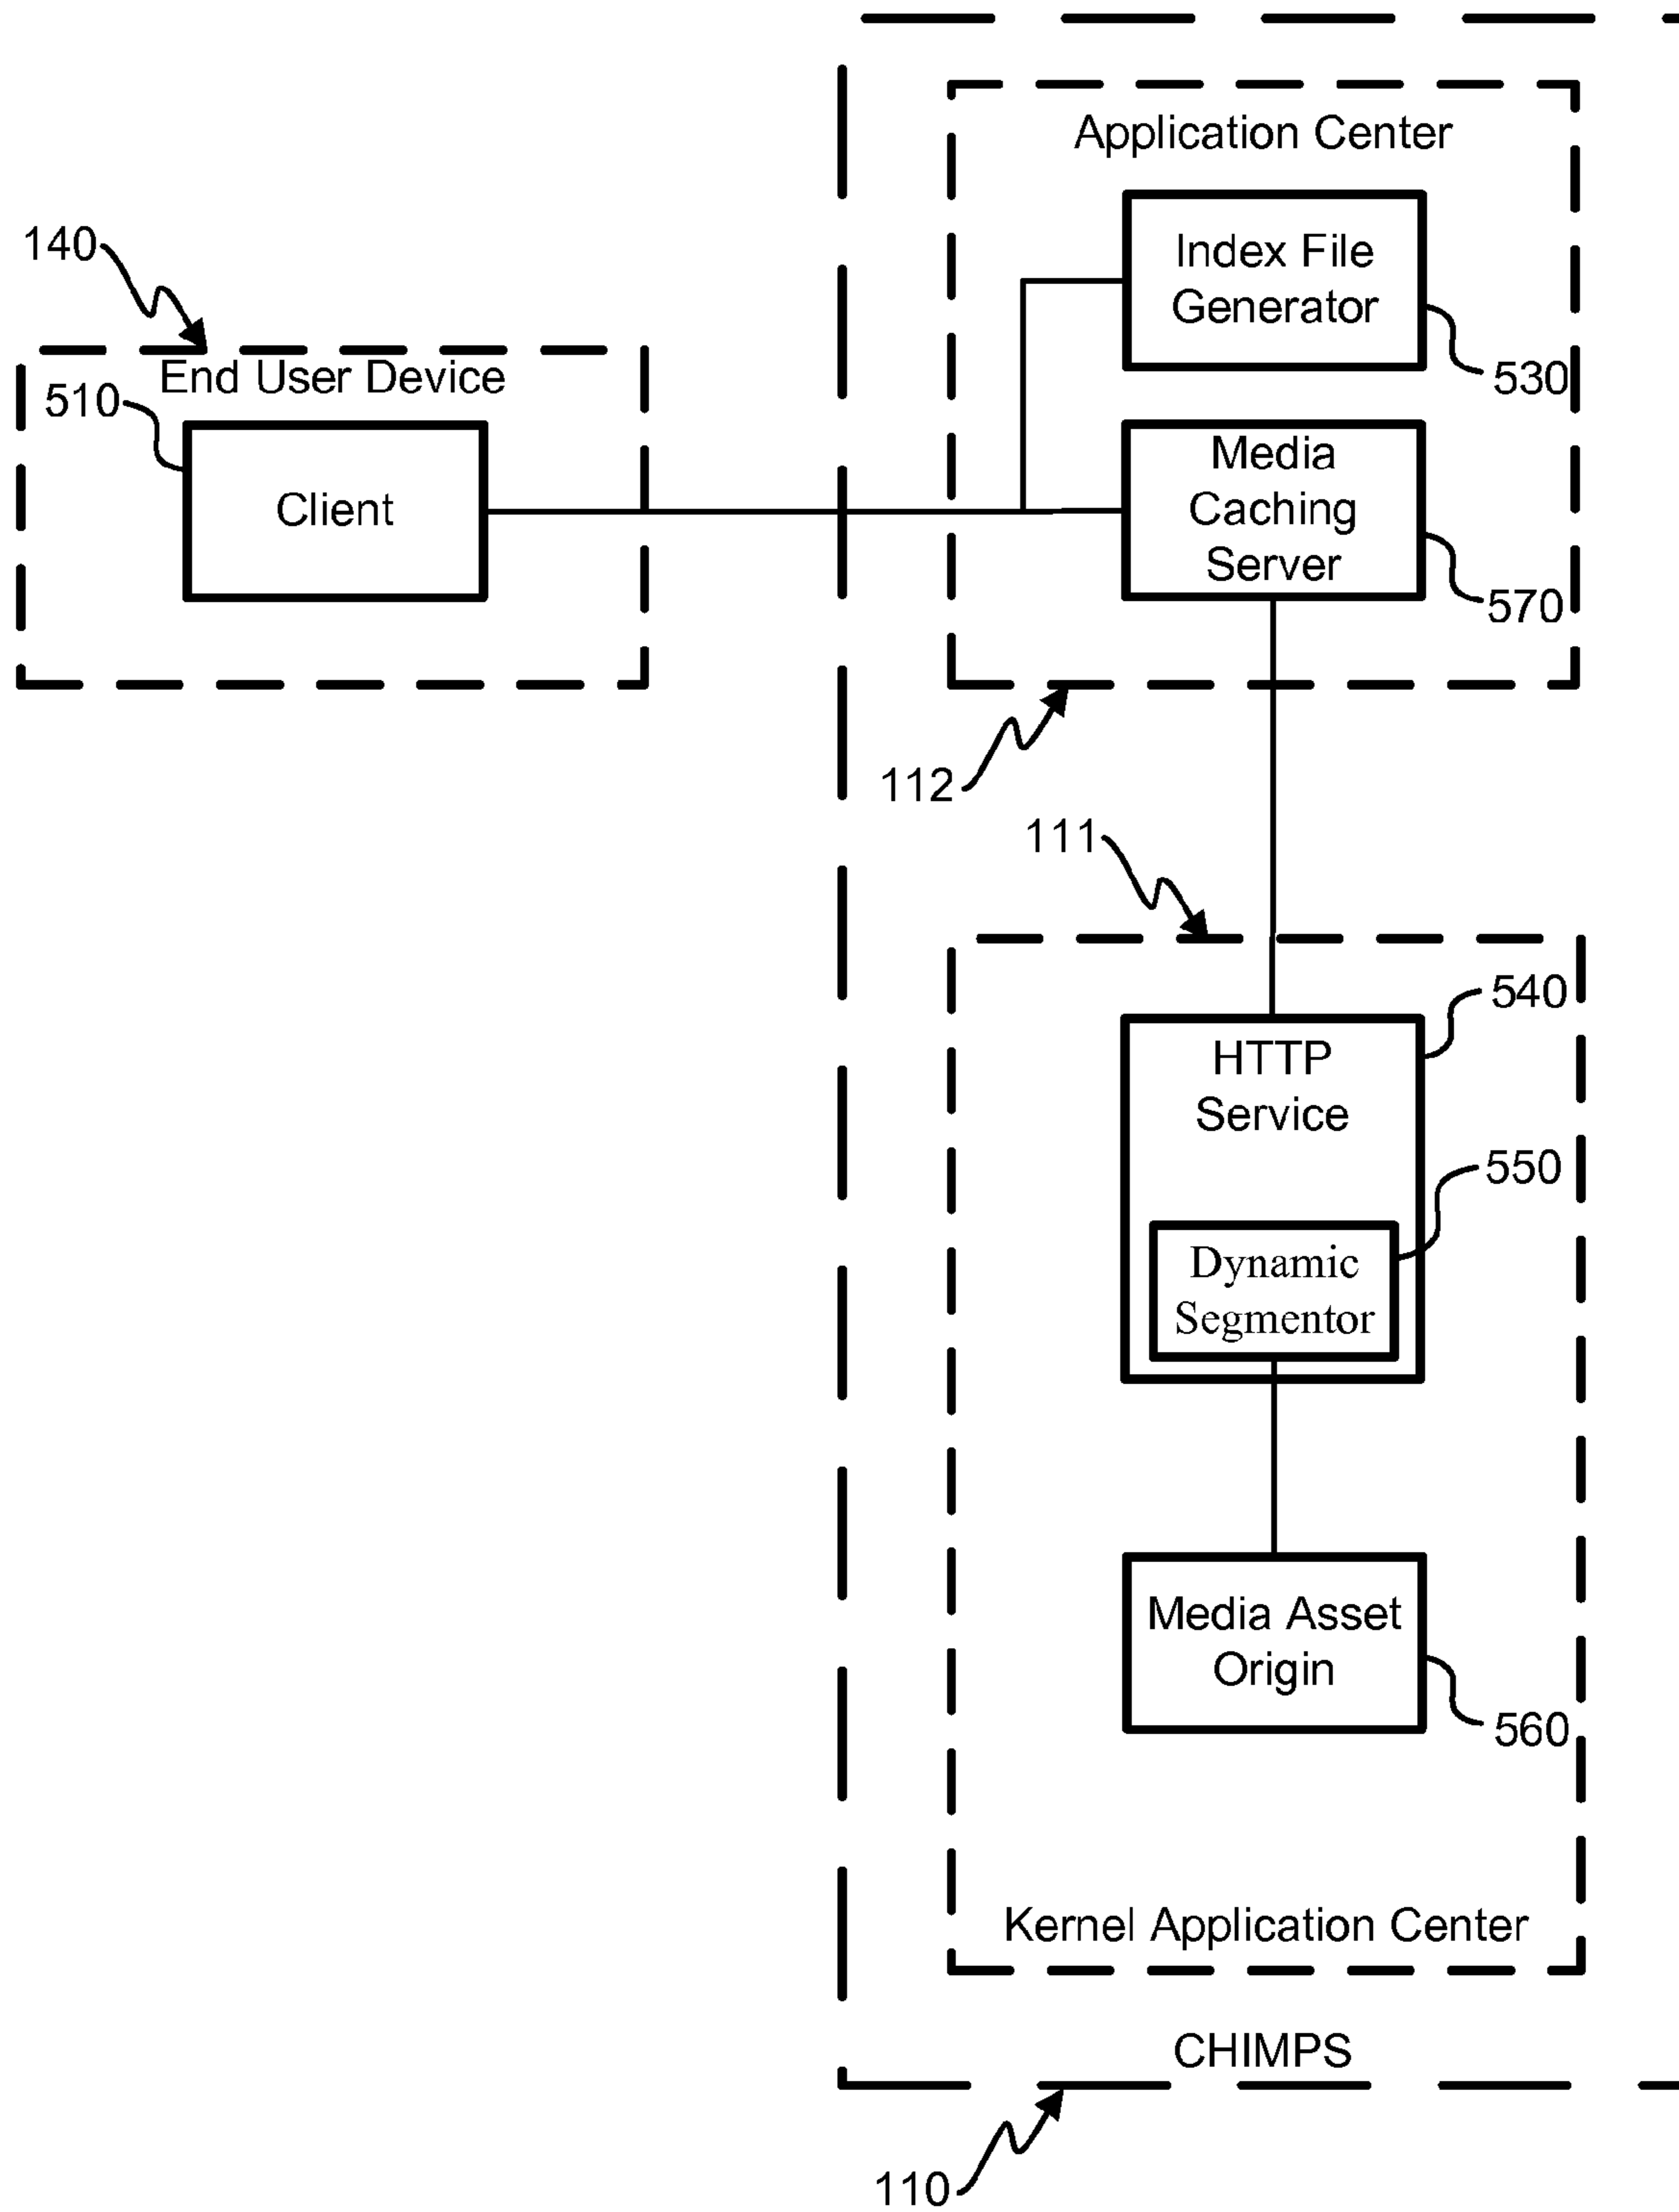 Application Center
Index File
Generator
530
140
End User Device
510
Client
Media
Caching
Server
570
112
111
540
HTTP
Service
550
Dynamic
Segmentor
Media Asset
Origin
560
Kernel Application Center
CHIMPS
110